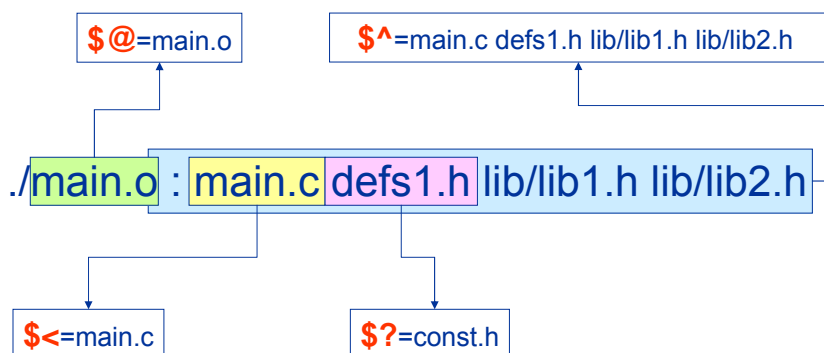 $@=main.o
$^=main.c defs1.h lib/lib1.h lib/lib2.h
./main.o : main.c defs1.h lib/lib1.h lib/lib2.h
$<=main.c
$?=const.h